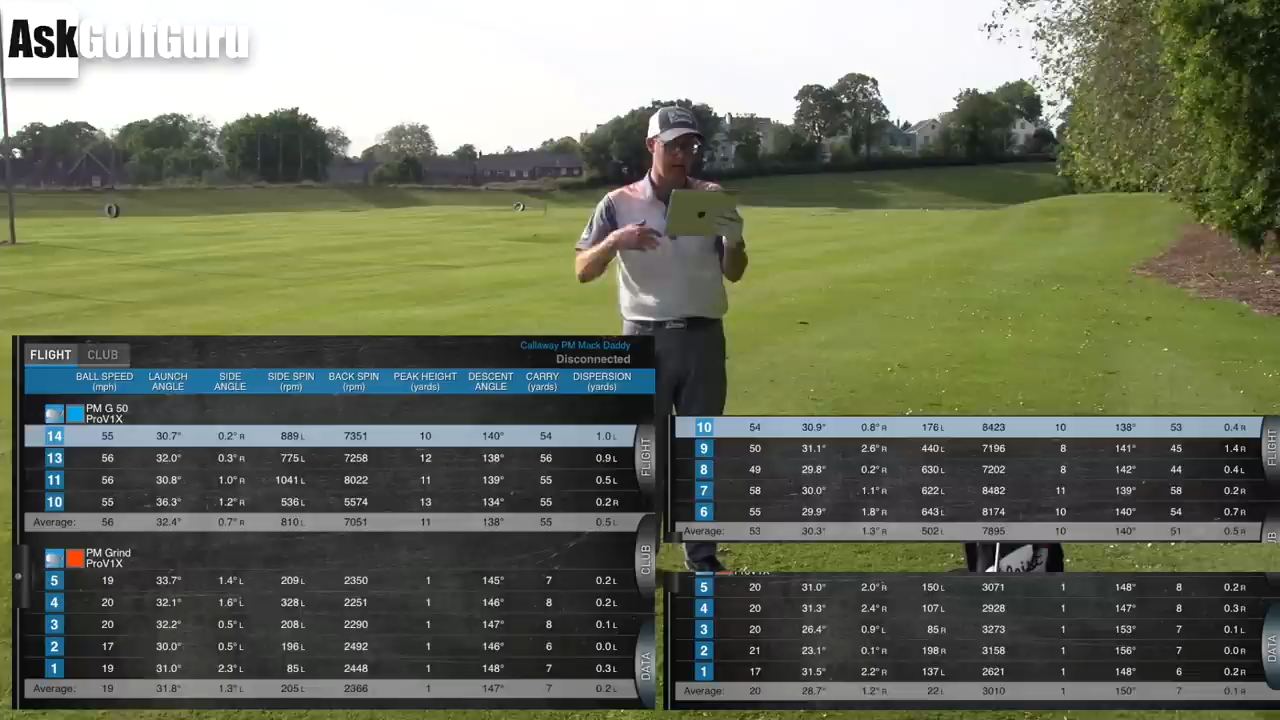 AskGolfGuru
FLIGHT CLUB
Callaway PM Mack Daddy
Disconnected
BALL SPEED (mph) LAUNCH ANGLE SIDE ANGLE SIDE SPIN (rpm) BACK SPIN (rpm) PEAK HEIGHT (yards) DESCENT ANGLE CARRY (yards) DISPERSION (yards)
PM G 50
ProV1X
14 55 30.7° 0.2° R 889 L 7351 10 140° 54 1.0 L
13 56 32.0° 0.3° R 775 L 7258 12 138° 56 0.9 L
11 56 30.8° 1.0° R 1041 L 8022 11 139° 55 0.5 L
10 55 36.3° 1.2° R 536 L 5574 13 134° 55 0.2 R
Average: 56 32.4° 0.7° R 810 L 7051 11 138° 55 0.5 L
PM Grind
ProV1X
5 19 33.7° 1.4° L 209 L 2350 1 145° 7 0.2 L
4 20 32.1° 1.6° L 328 L 2251 1 146° 8 0.2 L
3 20 32.2° 0.5° L 208 L 2290 1 147° 8 0.1 L
2 17 30.0° 0.5° L 196 L 2492 1 146° 6 0.0 L
1 19 31.0° 2.3° L 85 L 2448 1 148° 7 0.3 L
Average: 19 31.8° 1.3° L 205 L 2366 1 147° 7 0.2 L
FLIGHT
CLUB
DATA
10 54 30.9° 0.8° R 176 L 8423 10 138° 53 0.4 R
9 50 31.1° 2.6° R 440 L 7196 8 141° 45 1.4 R
8 49 29.8° 0.2° R 630 L 7202 8 142° 44 0.4 L
7 58 30.0° 1.1° R 622 L 8482 11 139° 58 0.2 R
6 55 29.9° 1.8° R 643 L 8174 10 140° 54 0.7 R
Average: 53 30.3° 1.3° R 502 L 7895 10 140° 51 0.5 R
FLIGHT
5 20 31.0° 2.0° R 150 L 3071 1 148° 8 0.2 R
4 20 31.3° 2.4° R 107 L 2928 1 147° 8 0.3 R
3 20 26.4° 0.9° L 85 R 3273 1 153° 7 0.1 L
2 21 23.1° 0.1° R 198 R 3158 1 156° 7 0.0 R
1 17 31.5° 2.2° R 137 L 2621 1 148° 6 0.2 R
Average: 20 28.7° 1.2° R 22 L 3010 1 150° 7 0.1 R
DATA